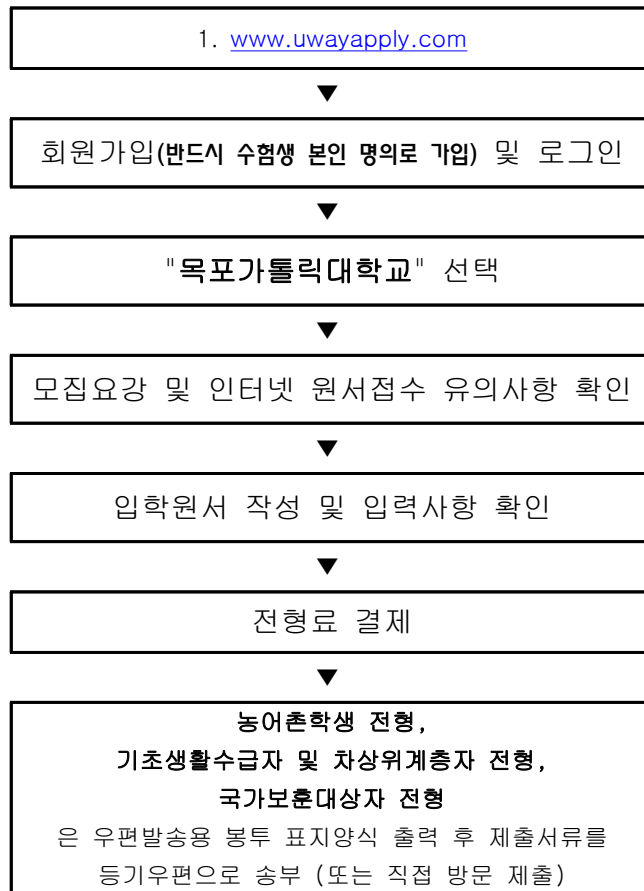 1. www.uwayapply.com
▼
회원가입(반드시 수험생 본인 명의로 가입) 및 로그인
▼
"목포가톨릭대학교" 선택
▼
모집요강 및 인터넷 원서접수 유의사항 확인
▼
입학원서 작성 및 입력사항 확인
▼
전형료 결제
▼
농어촌학생 전형,
기초생활수급자 및 차상위계층자 전형,
국가보훈대상자 전형
은 우편발송용 봉투 표지양식 출력 후 제출서류를
등기우편으로 송부 (또는 직접 방문 제출)